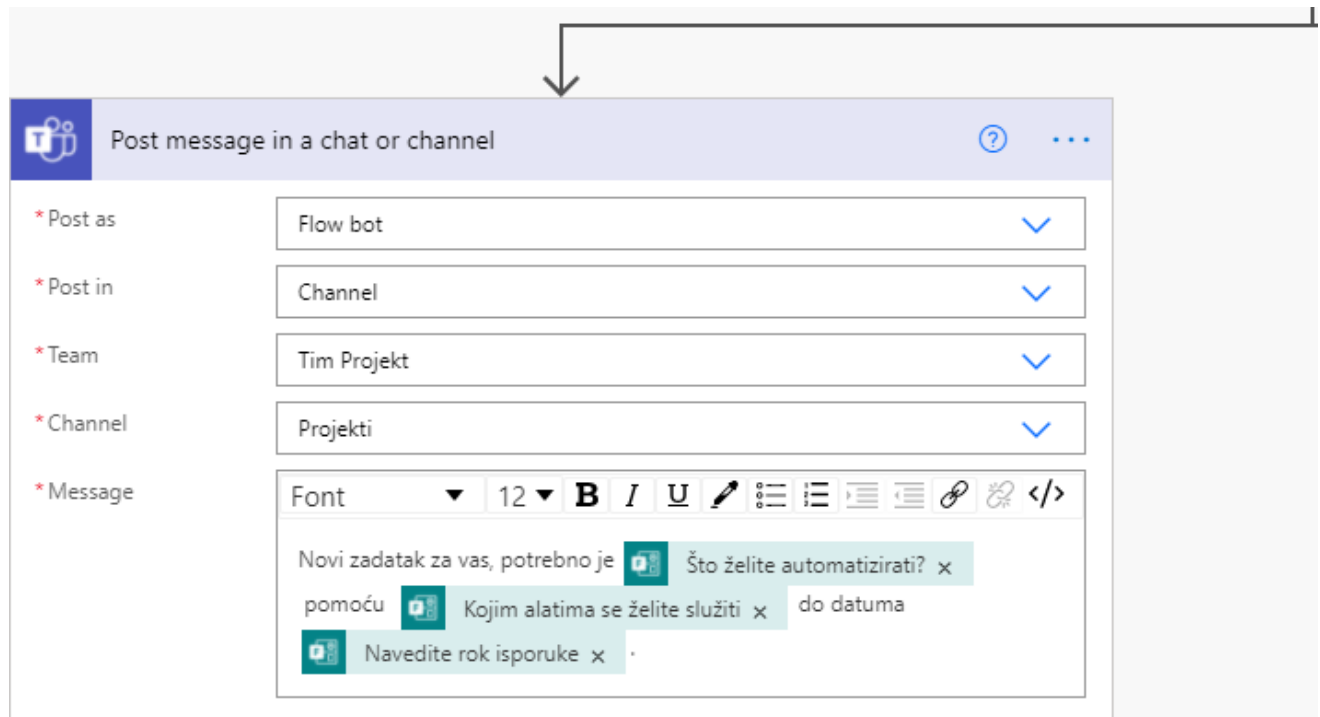 Post message in a chat or channel
* Post as
Flow bot
* Post in
Channel
* Team
Tim Projekt
* Channel
Projekti
* Message
Font 12 B I U </>
Novi zadatak za vas, potrebno je Što želite automatizirati? ×
pomoću Kojim alatima se želite služiti × do datuma
Navedite rok isporuke × .